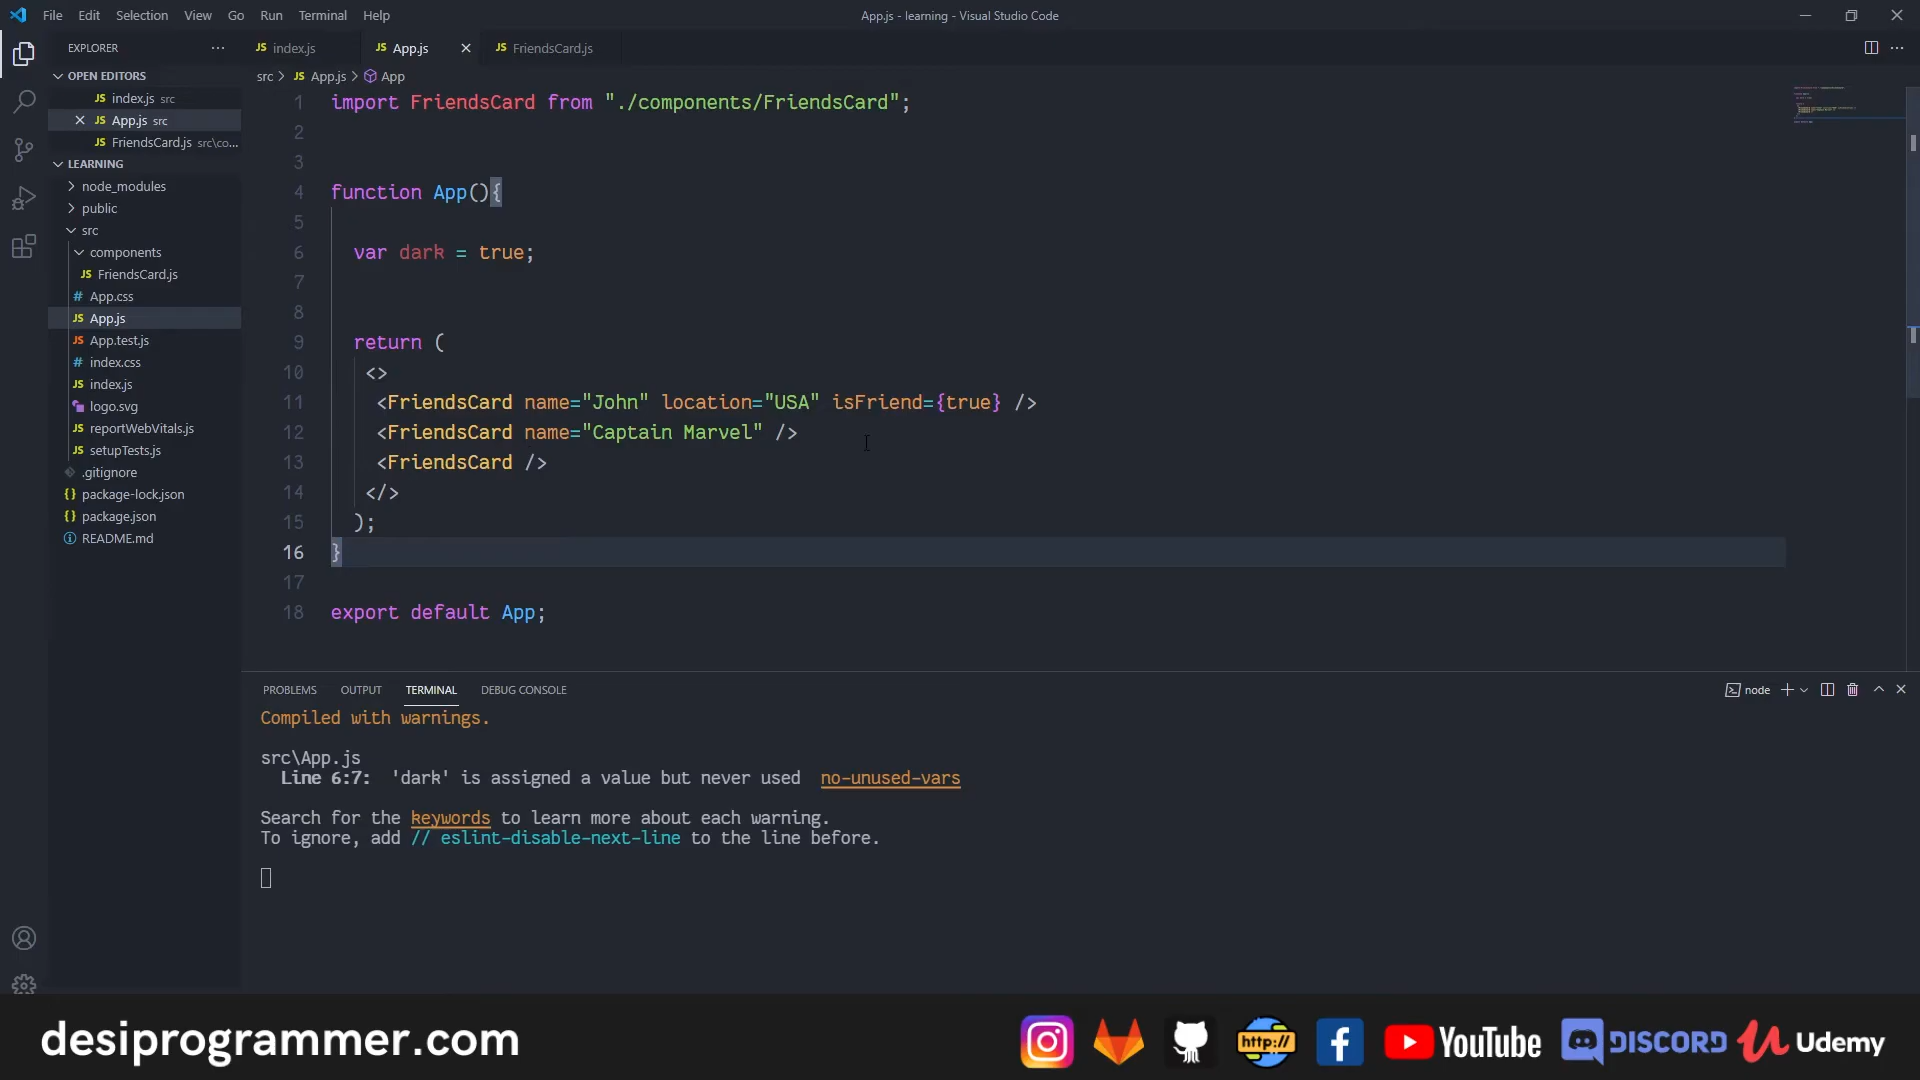 File Edit Selection View Go Run Terminal Help
App.js - learning - Visual Studio Code
EXPLORER
OPEN EDITORS
JS index.js src
JS App.js src
JS FriendsCard.js src\co...
LEARNING
node_modules
public
src
components
JS FriendsCard.js
# App.css
JS App.js
JS App.test.js
# index.css
JS index.js
logo.svg
JS reportWebVitals.js
JS setupTests.js
.gitignore
{} package-lock.json
{} package.json
README.md
JS index.js
JS App.js
JS FriendsCard.js
src > JS App.js > App
1 import FriendsCard from "./components/FriendsCard";
2
3
4 function App(){
5
6 var dark = true;
7
8
9 return (
10 <>
11 <FriendsCard name="John" location="USA" isFriend={true} />
12 <FriendsCard name="Captain Marvel" />
13 <FriendsCard />
14 </>
15 );
16 }
17
18 export default App;
PROBLEMS OUTPUT TERMINAL DEBUG CONSOLE
node
Compiled with warnings.
src\App.js
Line 6:7: 'dark' is assigned a value but never used no-unused-vars
Search for the keywords to learn more about each warning.
To ignore, add // eslint-disable-next-line to the line before.
desiprogrammer.com
http://
YouTube
DISCORD
Udemy